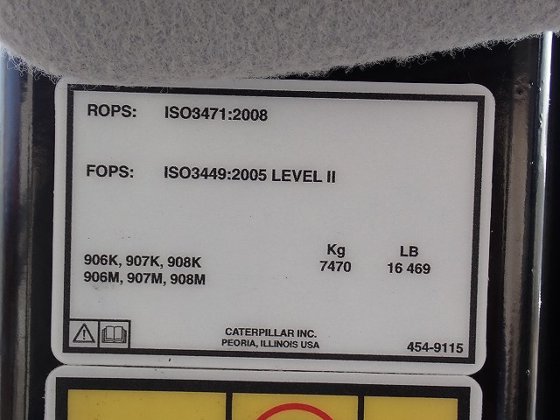 ROPS: ISO3471:2008
FOPS: ISO3449:2005 LEVEL II
Kg LB
906K, 907K, 908K 7470 16 469
906M, 907M, 908M
CATERPILLAR INC.
PEORIA, ILLINOIS USA
454-9115